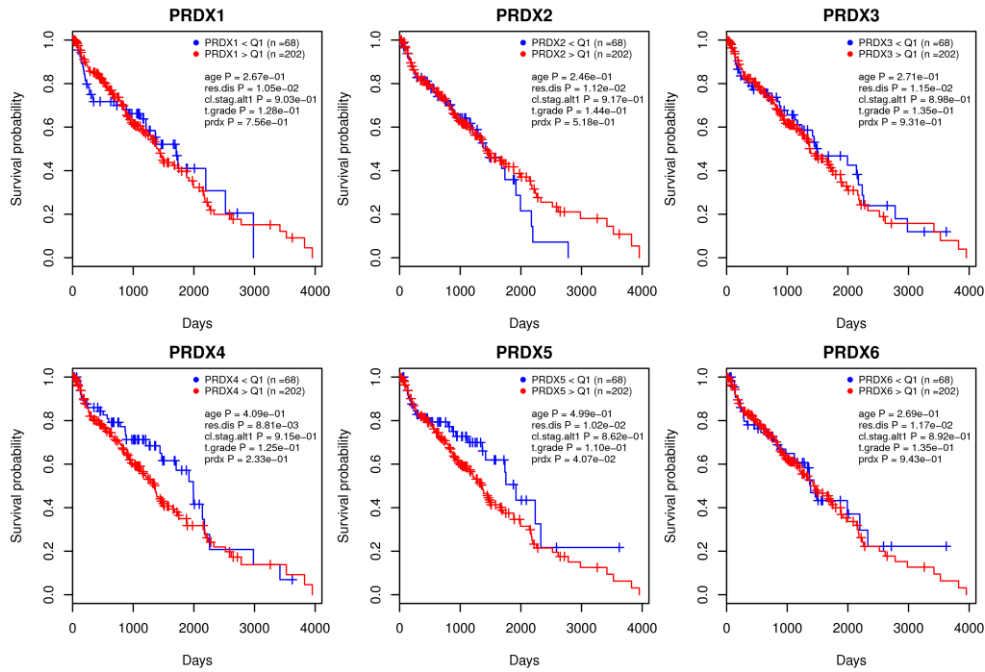 PRDX1
PRDX1 < Q1 (n =68)
PRDX1 > Q1 (n =202)
age P = 2.67e−01
res.dis P = 1.05e−02
cl.stag.alt1 P = 9.03e−01
t.grade P = 1.28e−01
prdx P = 7.56e−01
Survival probability
1.0
0.8
0.6
0.4
0.2
0.0
0
1000
2000
3000
4000
Days
PRDX2
PRDX2 < Q1 (n =68)
PRDX2 > Q1 (n =202)
age P = 2.46e−01
res.dis P = 1.12e−02
cl.stag.alt1 P = 9.17e−01
t.grade P = 1.44e−01
prdx P = 5.18e−01
Survival probability
1.0
0.8
0.6
0.4
0.2
0.0
0
1000
2000
3000
4000
Days
PRDX3
PRDX3 < Q1 (n =68)
PRDX3 > Q1 (n =202)
age P = 2.71e−01
res.dis P = 1.15e−02
cl.stag.alt1 P = 8.98e−01
t.grade P = 1.35e−01
prdx P = 9.31e−01
Survival probability
1.0
0.8
0.6
0.4
0.2
0.0
0
1000
2000
3000
4000
Days
PRDX4
PRDX4 < Q1 (n =68)
PRDX4 > Q1 (n =202)
age P = 4.09e−01
res.dis P = 8.81e−03
cl.stag.alt1 P = 9.15e−01
t.grade P = 1.25e−01
prdx P = 2.33e−01
Survival probability
1.0
0.8
0.6
0.4
0.2
0.0
0
1000
2000
3000
4000
Days
PRDX5
PRDX5 < Q1 (n =68)
PRDX5 > Q1 (n =202)
age P = 4.99e−01
res.dis P = 1.02e−02
cl.stag.alt1 P = 8.62e−01
t.grade P = 1.10e−01
prdx P = 4.07e−02
Survival probability
1.0
0.8
0.6
0.4
0.2
0.0
0
1000
2000
3000
4000
Days
PRDX6
PRDX6 < Q1 (n =68)
PRDX6 > Q1 (n =202)
age P = 2.69e−01
res.dis P = 1.17e−02
cl.stag.alt1 P = 8.92e−01
t.grade P = 1.35e−01
prdx P = 9.43e−01
Survival probability
1.0
0.8
0.6
0.4
0.2
0.0
0
1000
2000
3000
4000
Days